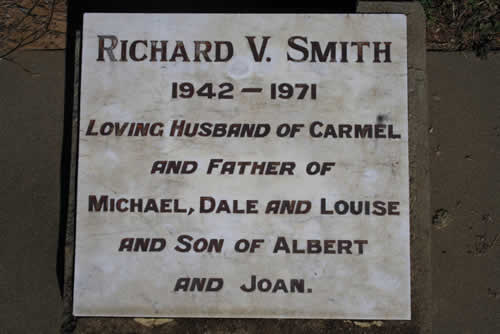 Richard V. Smith
1942 — 1971
Loving Husband of Carmel
and Father of
Michael, Dale and Louise
and Son of Albert
and Joan.